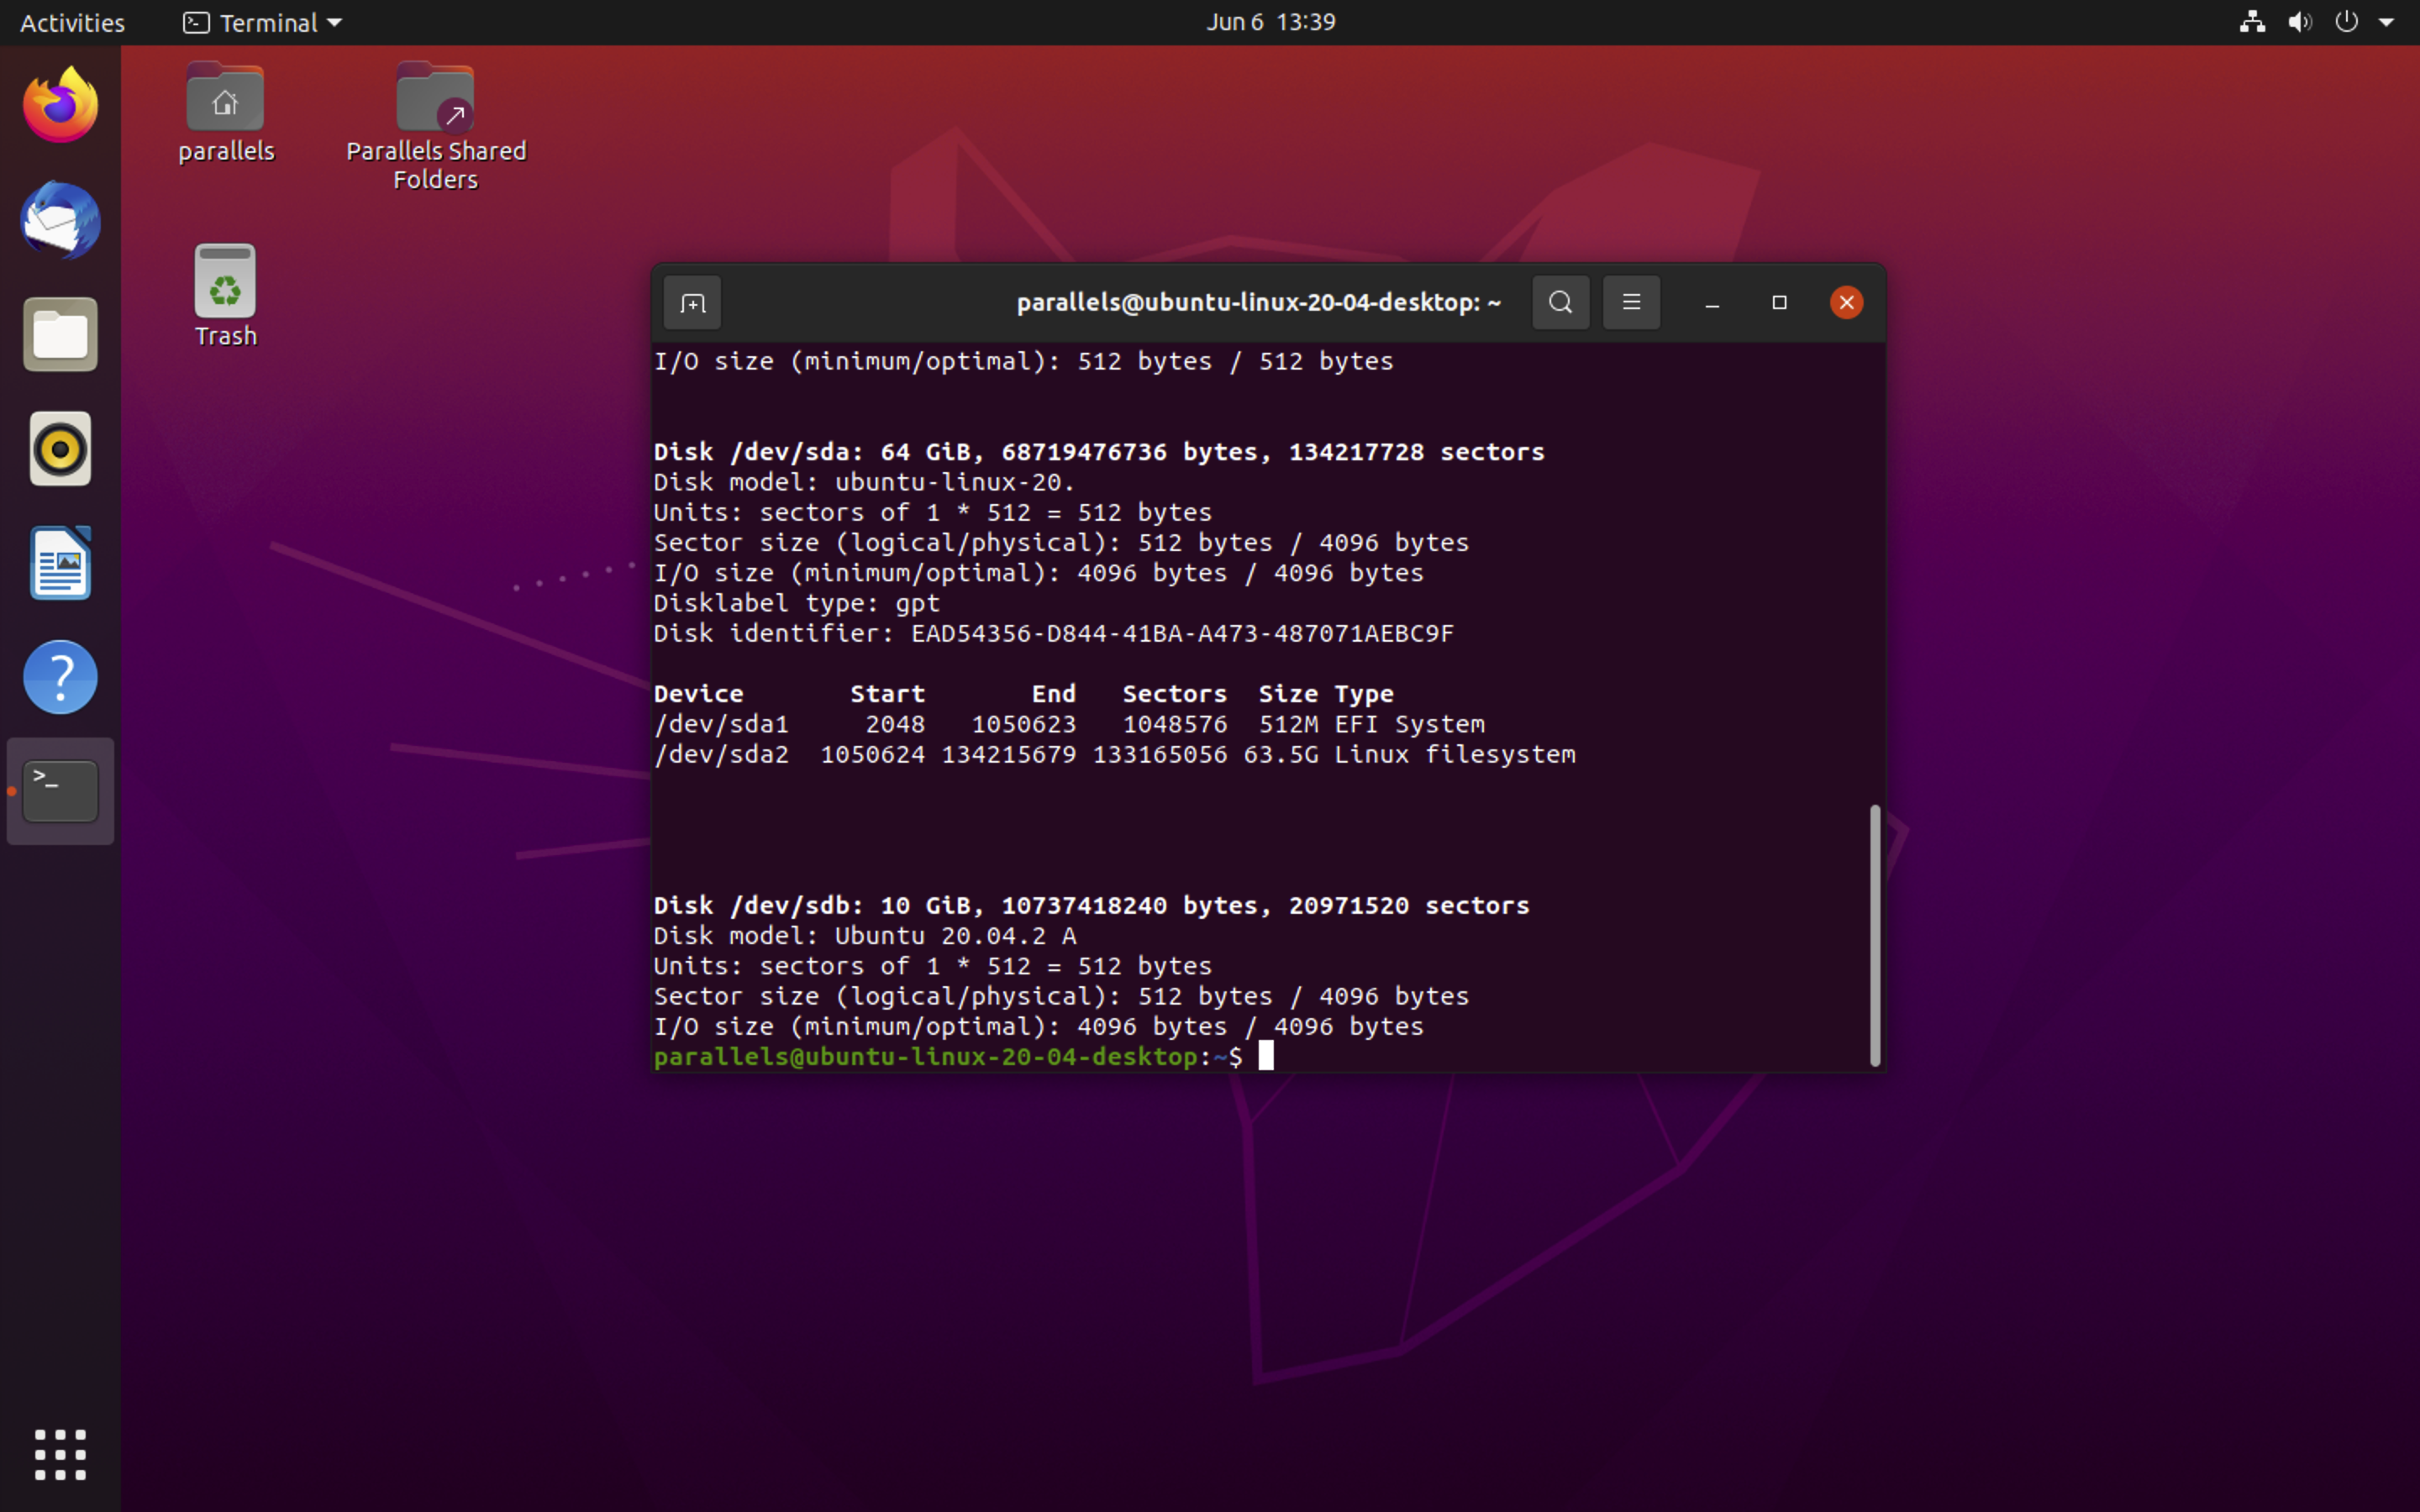 Activities
Terminal
Jun 6 13:39
parallels
Parallels Shared
Folders
Trash
parallels@ubuntu-linux-20-04-desktop: ~
I/O size (minimum/optimal): 512 bytes / 512 bytes
Disk /dev/sda: 64 GiB, 68719476736 bytes, 134217728 sectors
Disk model: ubuntu-linux-20.
Units: sectors of 1 * 512 = 512 bytes
Sector size (logical/physical): 512 bytes / 4096 bytes
I/O size (minimum/optimal): 4096 bytes / 4096 bytes
Disklabel type: gpt
Disk identifier: EAD54356-D844-41BA-A473-487071AEBC9F
Device Start End Sectors Size Type
/dev/sda1 2048 1050623 1048576 512M EFI System
/dev/sda2 1050624 134215679 133165056 63.5G Linux filesystem
Disk /dev/sdb: 10 GiB, 10737418240 bytes, 20971520 sectors
Disk model: Ubuntu 20.04.2 A
Units: sectors of 1 * 512 = 512 bytes
Sector size (logical/physical): 512 bytes / 4096 bytes
I/O size (minimum/optimal): 4096 bytes / 4096 bytes
parallels@ubuntu-linux-20-04-desktop:~$